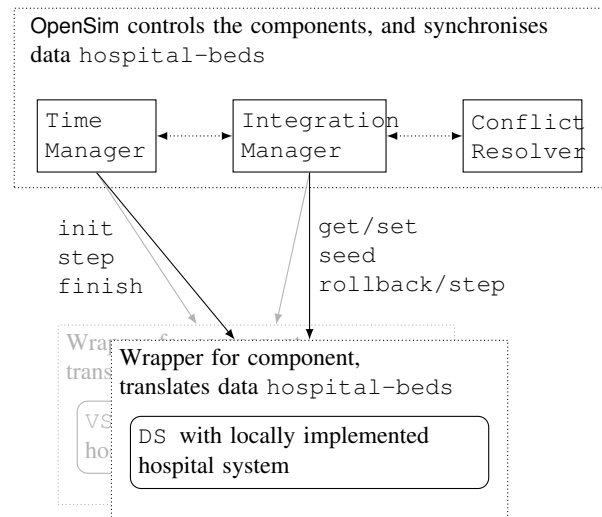 OpenSim controls the components, and synchronises
data hospital-beds
Time
Manager
Integration
Manager
Conflict
Resolver
init
step
finish
get/set
seed
rollback/step
Wrapper for component,
translates data hospital-beds
VS
DS with locally implemented
hospital system